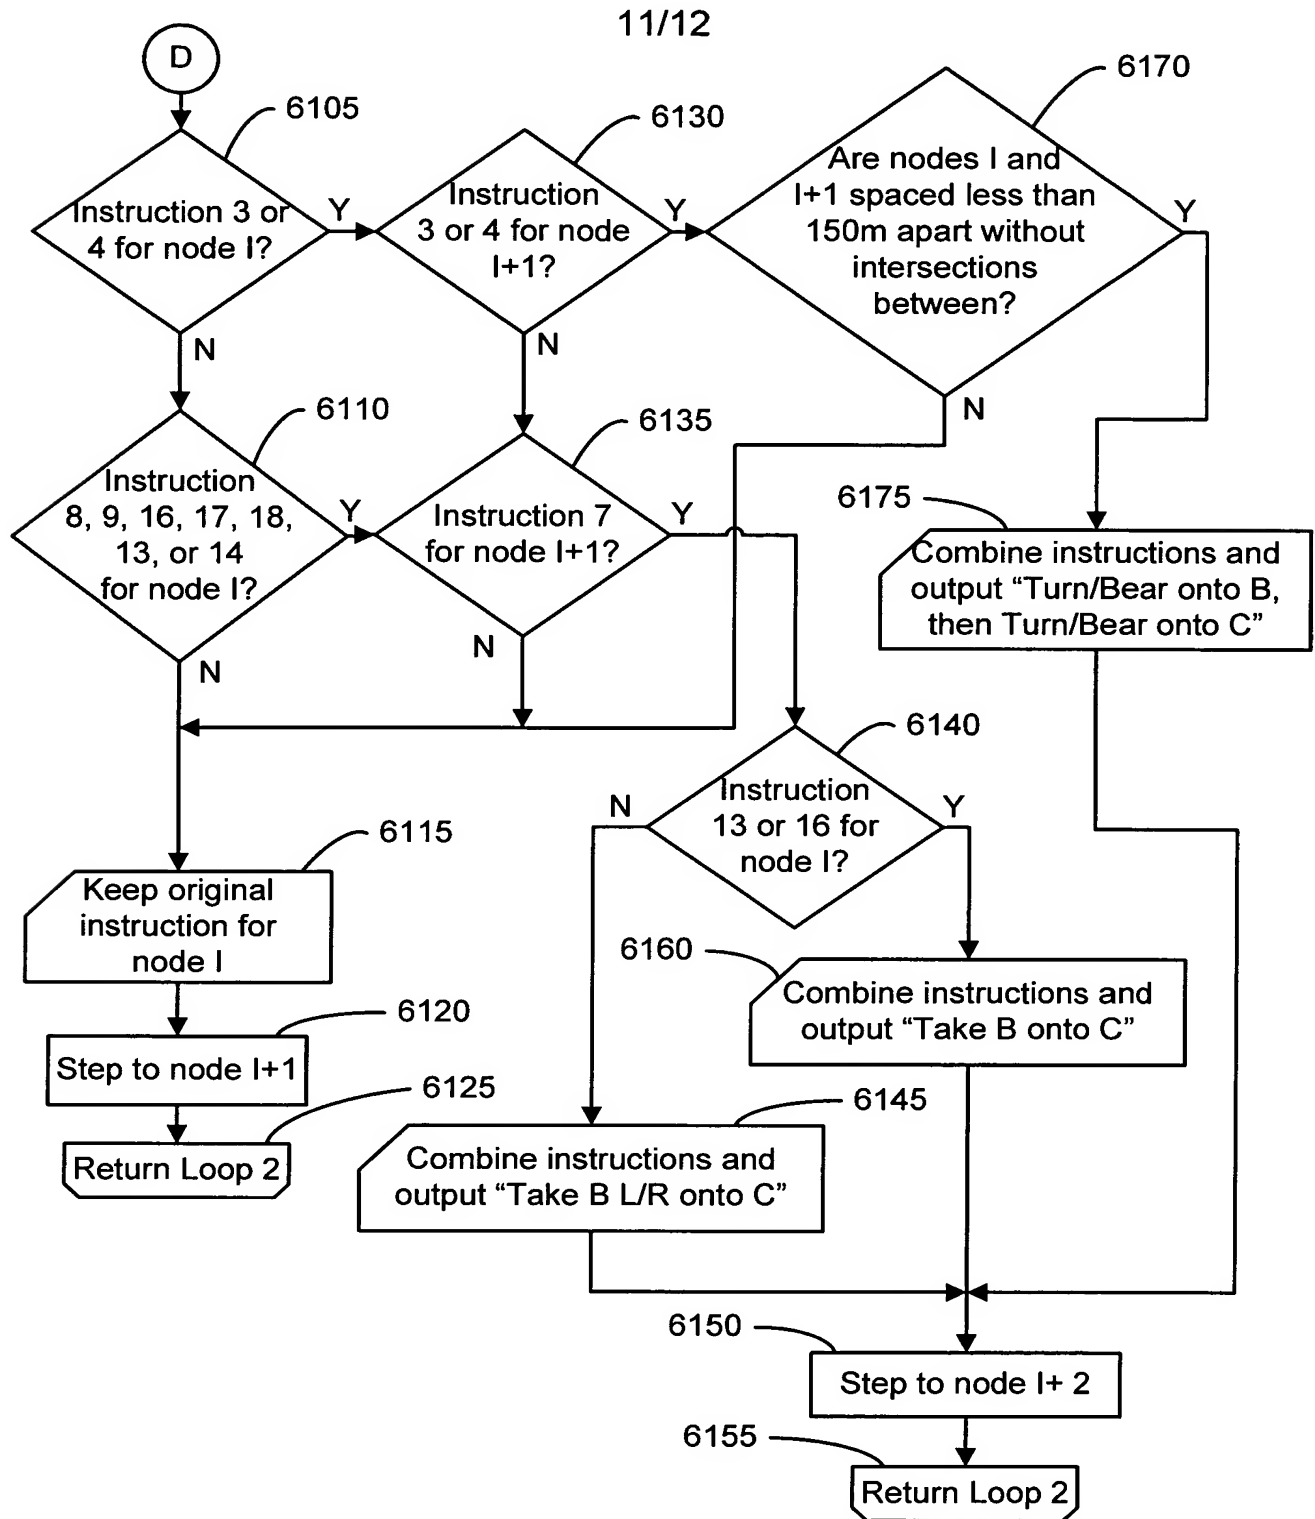 11/12
D
6105
6130
6170
Instruction 3 or
4 for node I?
Y
Instruction
3 or 4 for node
I+1?
Y
Are nodes I and
I+1 spaced less than
150m apart without
intersections
between?
Y
N
N
N
6110
6135
Instruction
8, 9, 16, 17, 18,
13, or 14
for node I?
Y
Instruction 7
for node I+1?
Y
6175
Combine instructions and
output “Turn/Bear onto B,
then Turn/Bear onto C”
N
N
6140
Instruction
13 or 16 for
node I?
N
Y
6115
Keep original
instruction for
node I
6160
Combine instructions and
output “Take B onto C”
6120
Step to node I+1
6125
Return Loop 2
6145
Combine instructions and
output “Take B L/R onto C”
6150
Step to node I+ 2
6155
Return Loop 2